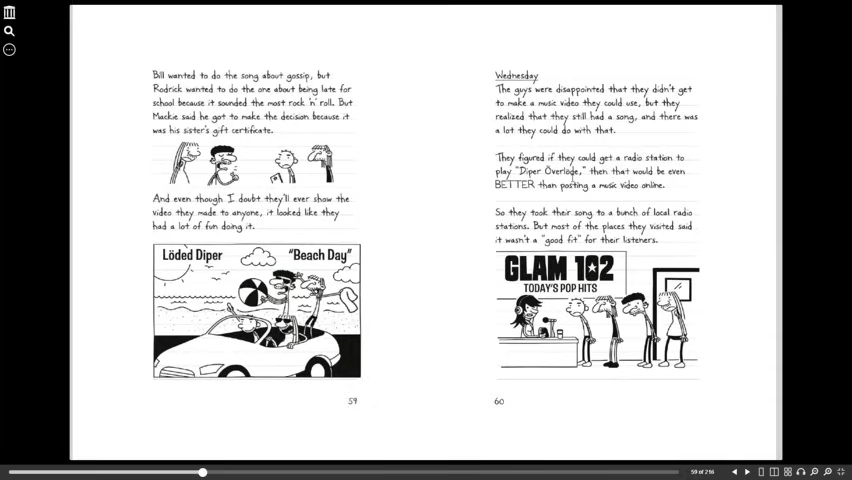 Bill wanted to do the song about gossip, but
Rodrick wanted to do the one about being late for
school because it sounded the most rock 'n' roll. But
Mackie said he got to make the decision because it
was his sister's gift certificate.
And even though I doubt they'll ever show the
video they made to anyone, it looked like they
had a lot of fun doing it.
Löded Diper "Beach Day"
59
Wednesday
The guys were disappointed that they didn't get
to make a music video they could use, but they
realized that they still had a song, and there was
a lot they could do with that.
They figured if they could get a radio station to
play "Diper Överlöde," then that would be even
BETTER than posting a music video online.
So they took their song to a bunch of local radio
stations. But most of the places they visited said
it wasn't a "good fit" for their listeners.
GLAM 102
TODAY'S POP HITS
60
59 of 216